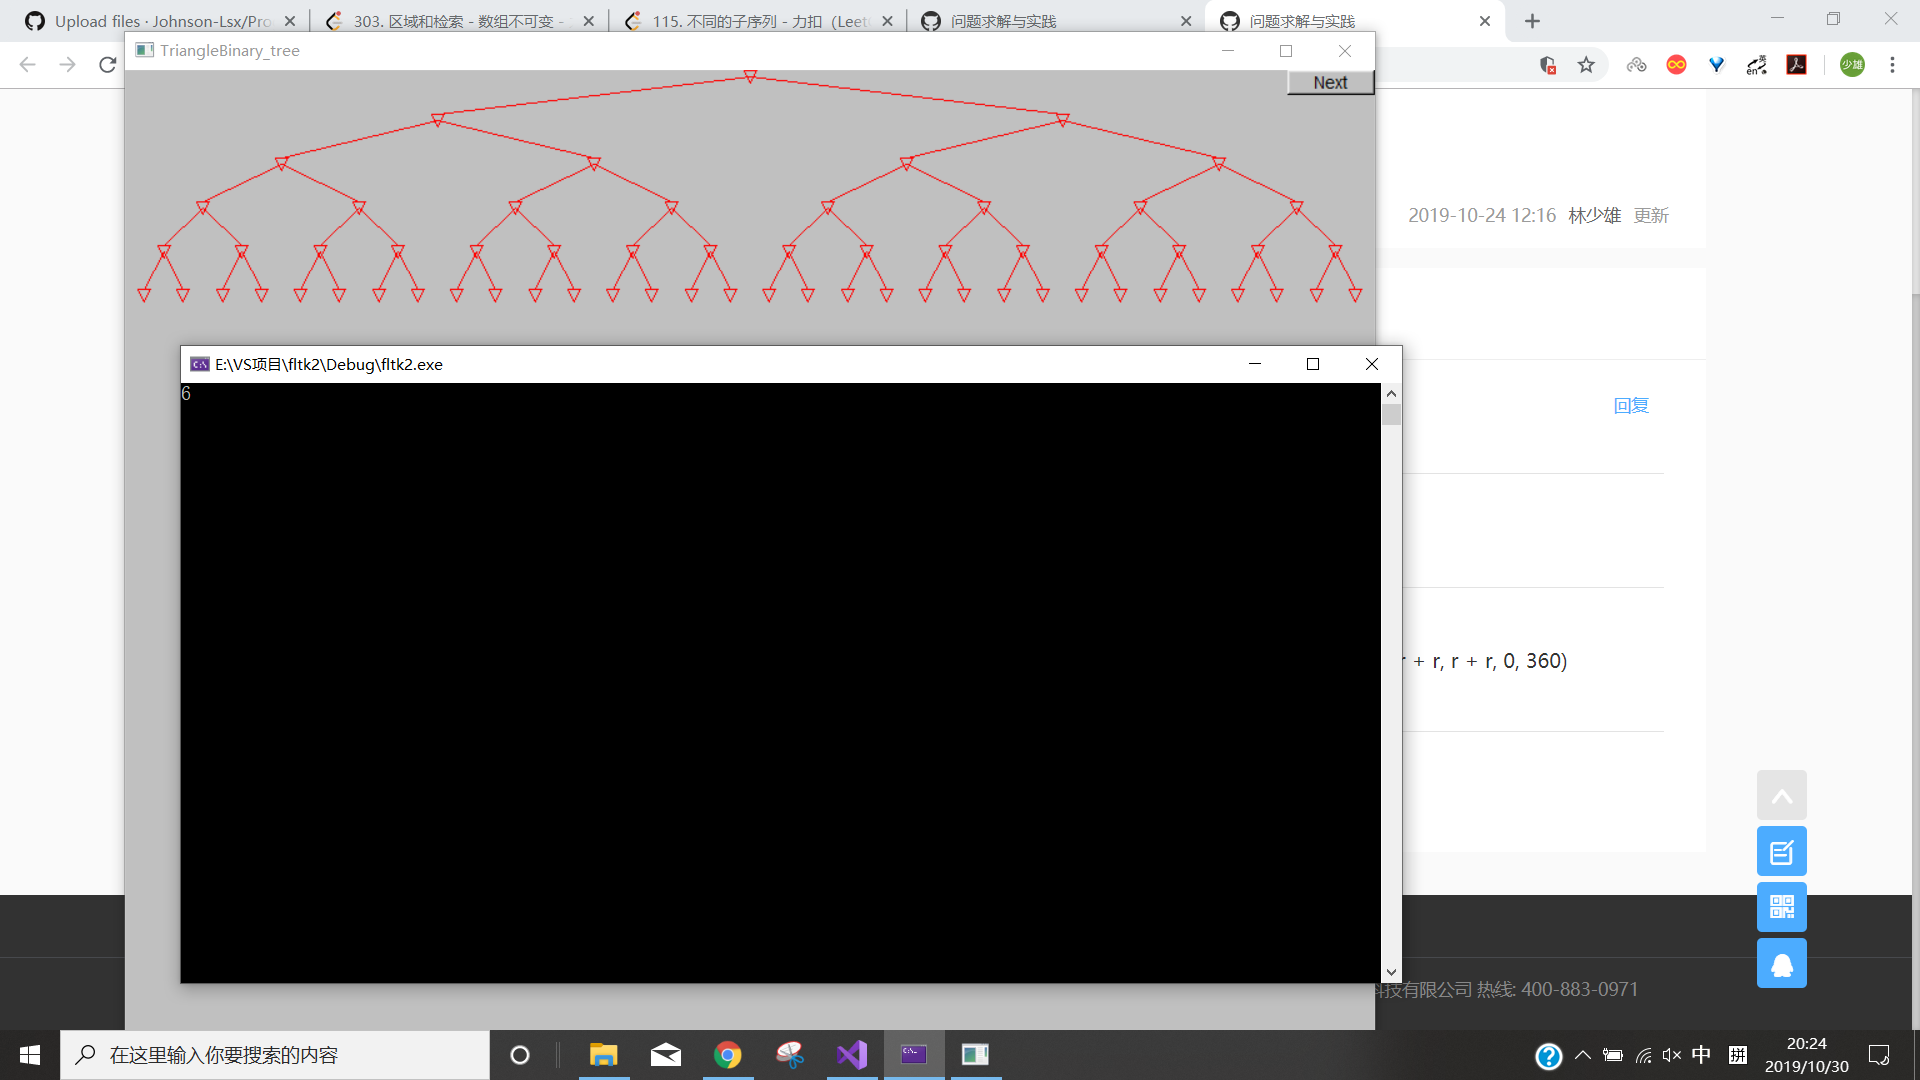 Upload files · Johnson-Lsx/Pro
303. 区域和检索 - 数组不可变 -
115. 不同的子序列 - 力扣 (Leet
问题求解与实践
问题求解与实践
TriangleBinary_tree
Next
少雄
2019-10-24 12:16 林少雄 更新
E:\VS项目\fltk2\Debug\fltk2.exe
6
回复
r + r, r + r, 0, 360)
科技有限公司 热线: 400-883-0971
在这里输入你要搜索的内容
中
拼
20:24
2019/10/30